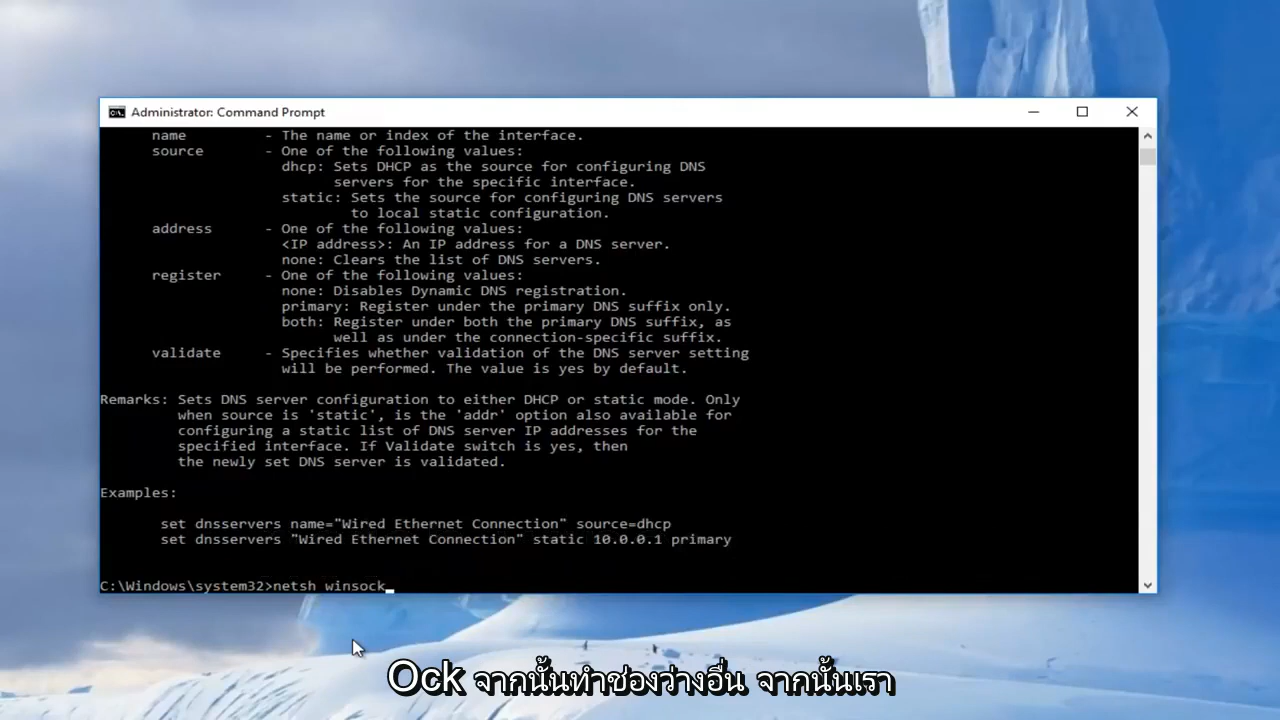 Administrator: Command Prompt
name - The name or index of the interface.
source - One of the following values:
dhcp: Sets DHCP as the source for configuring DNS
servers for the specific interface.
static: Sets the source for configuring DNS servers
to local static configuration.
address - One of the following values:
<IP address>: An IP address for a DNS server.
none: Clears the list of DNS servers.
register - One of the following values:
none: Disables Dynamic DNS registration.
primary: Register under the primary DNS suffix only.
both: Register under both the primary DNS suffix, as
well as under the connection-specific suffix.
validate - Specifies whether validation of the DNS server setting
will be performed. The value is yes by default.
Remarks: Sets DNS server configuration to either DHCP or static mode. Only
when source is 'static', is the 'addr' option also available for
configuring a static list of DNS server IP addresses for the
specified interface. If Validate switch is yes, then
the newly set DNS server is validated.
Examples:
set dnsservers name="Wired Ethernet Connection" source=dhcp
set dnsservers "Wired Ethernet Connection" static 10.0.0.1 primary
C:\Windows\system32>netsh winsock
Ock จากนั้นทำช่องว่างอื่น จากนั้นเรา